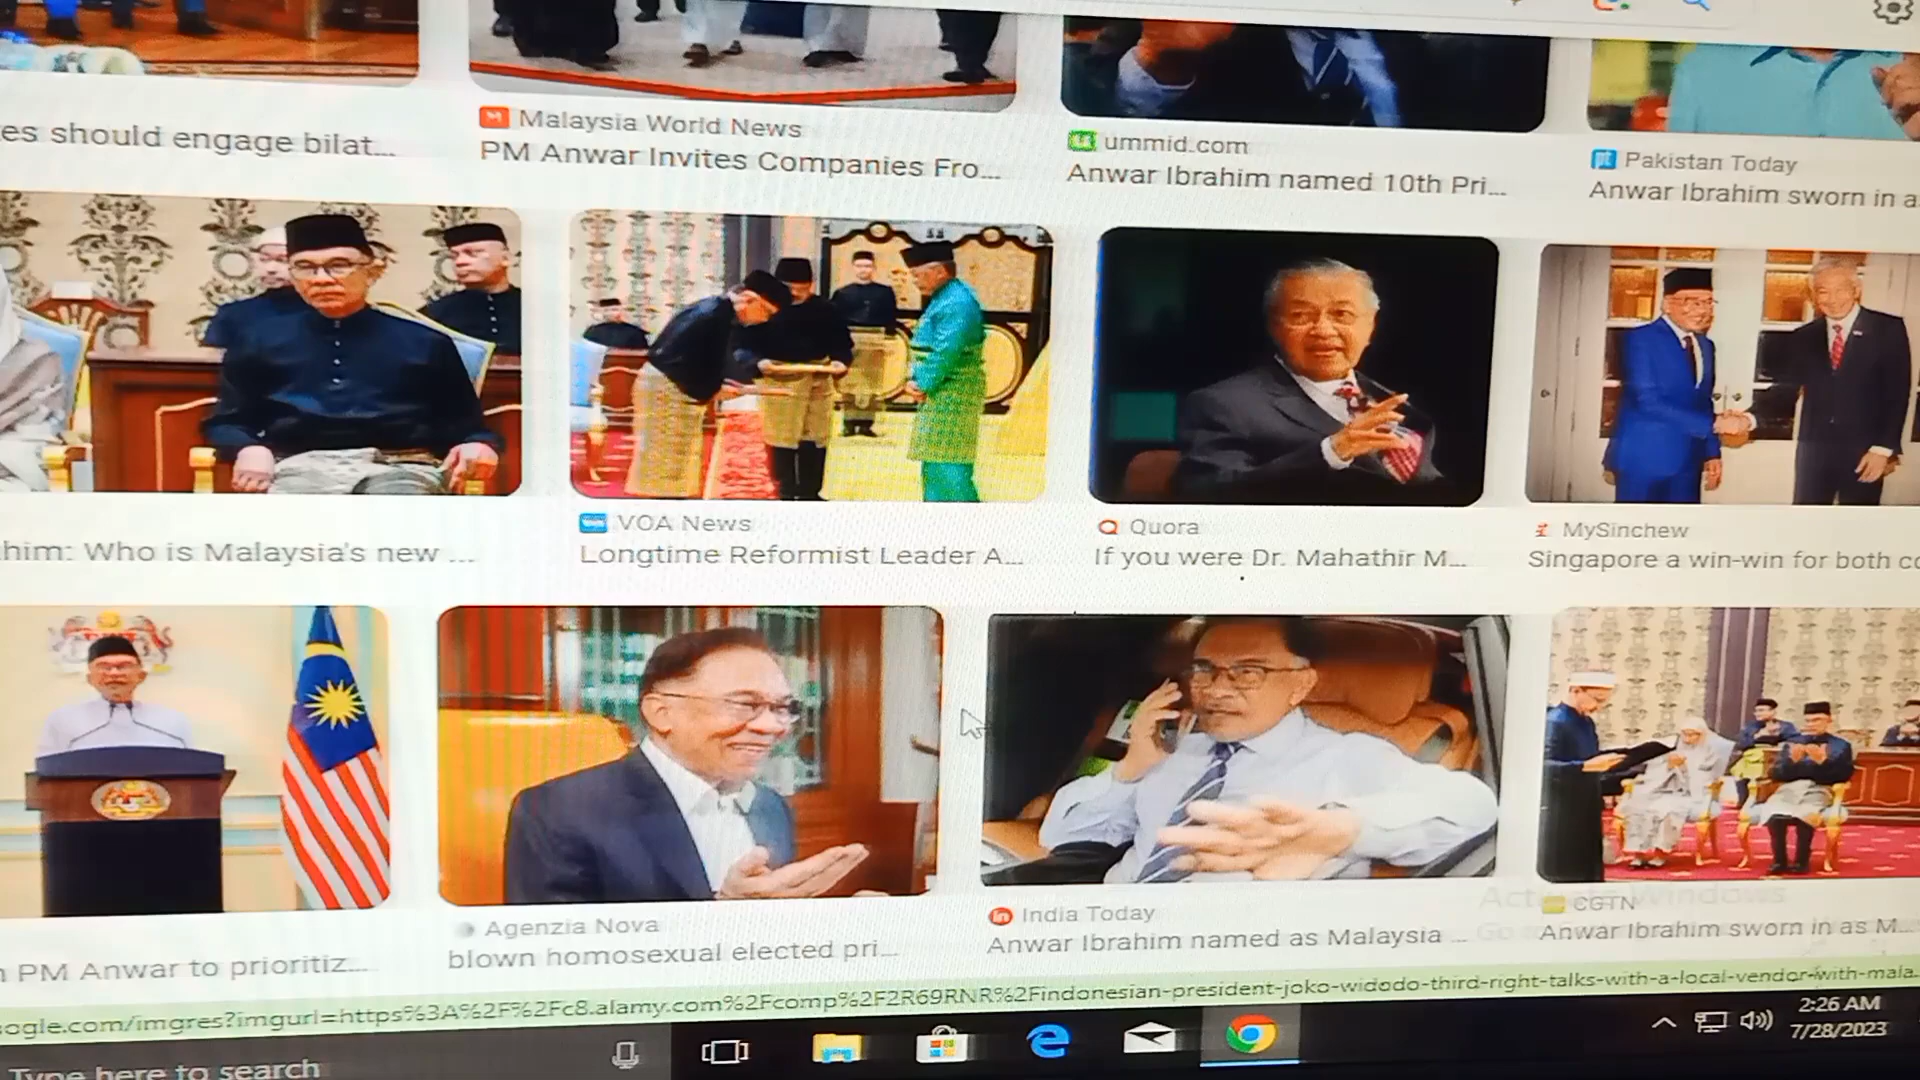 es should engage bilat...
Malaysia World News
PM Anwar Invites Companies Fro...
ummid.com
Anwar Ibrahim named 10th Pri...
pt Pakistan Today
Anwar Ibrahim sworn in a
him: Who is Malaysia's new ...
VOA News
Longtime Reformist Leader A...
Quora
If you were Dr. Mahathir M...
MySinchew
Singapore a win-win for both co
PM Anwar to prioritiz...
Agenzia Nova
blown homosexual elected pri...
India Today
Anwar Ibrahim named as Malaysia ...
CGTN
Anwar Ibrahim sworn in as M...
Windows
ogle.com/imgres?imgurl=https%3A%2F%2Fc8.alamy.com%2Fcomp%2F2R69RNR%2Findonesian-president-joko-widodo-third-right-talks-with-a-local-vendor-with-mala...
Type here to search
2:26 AM
7/28/2023